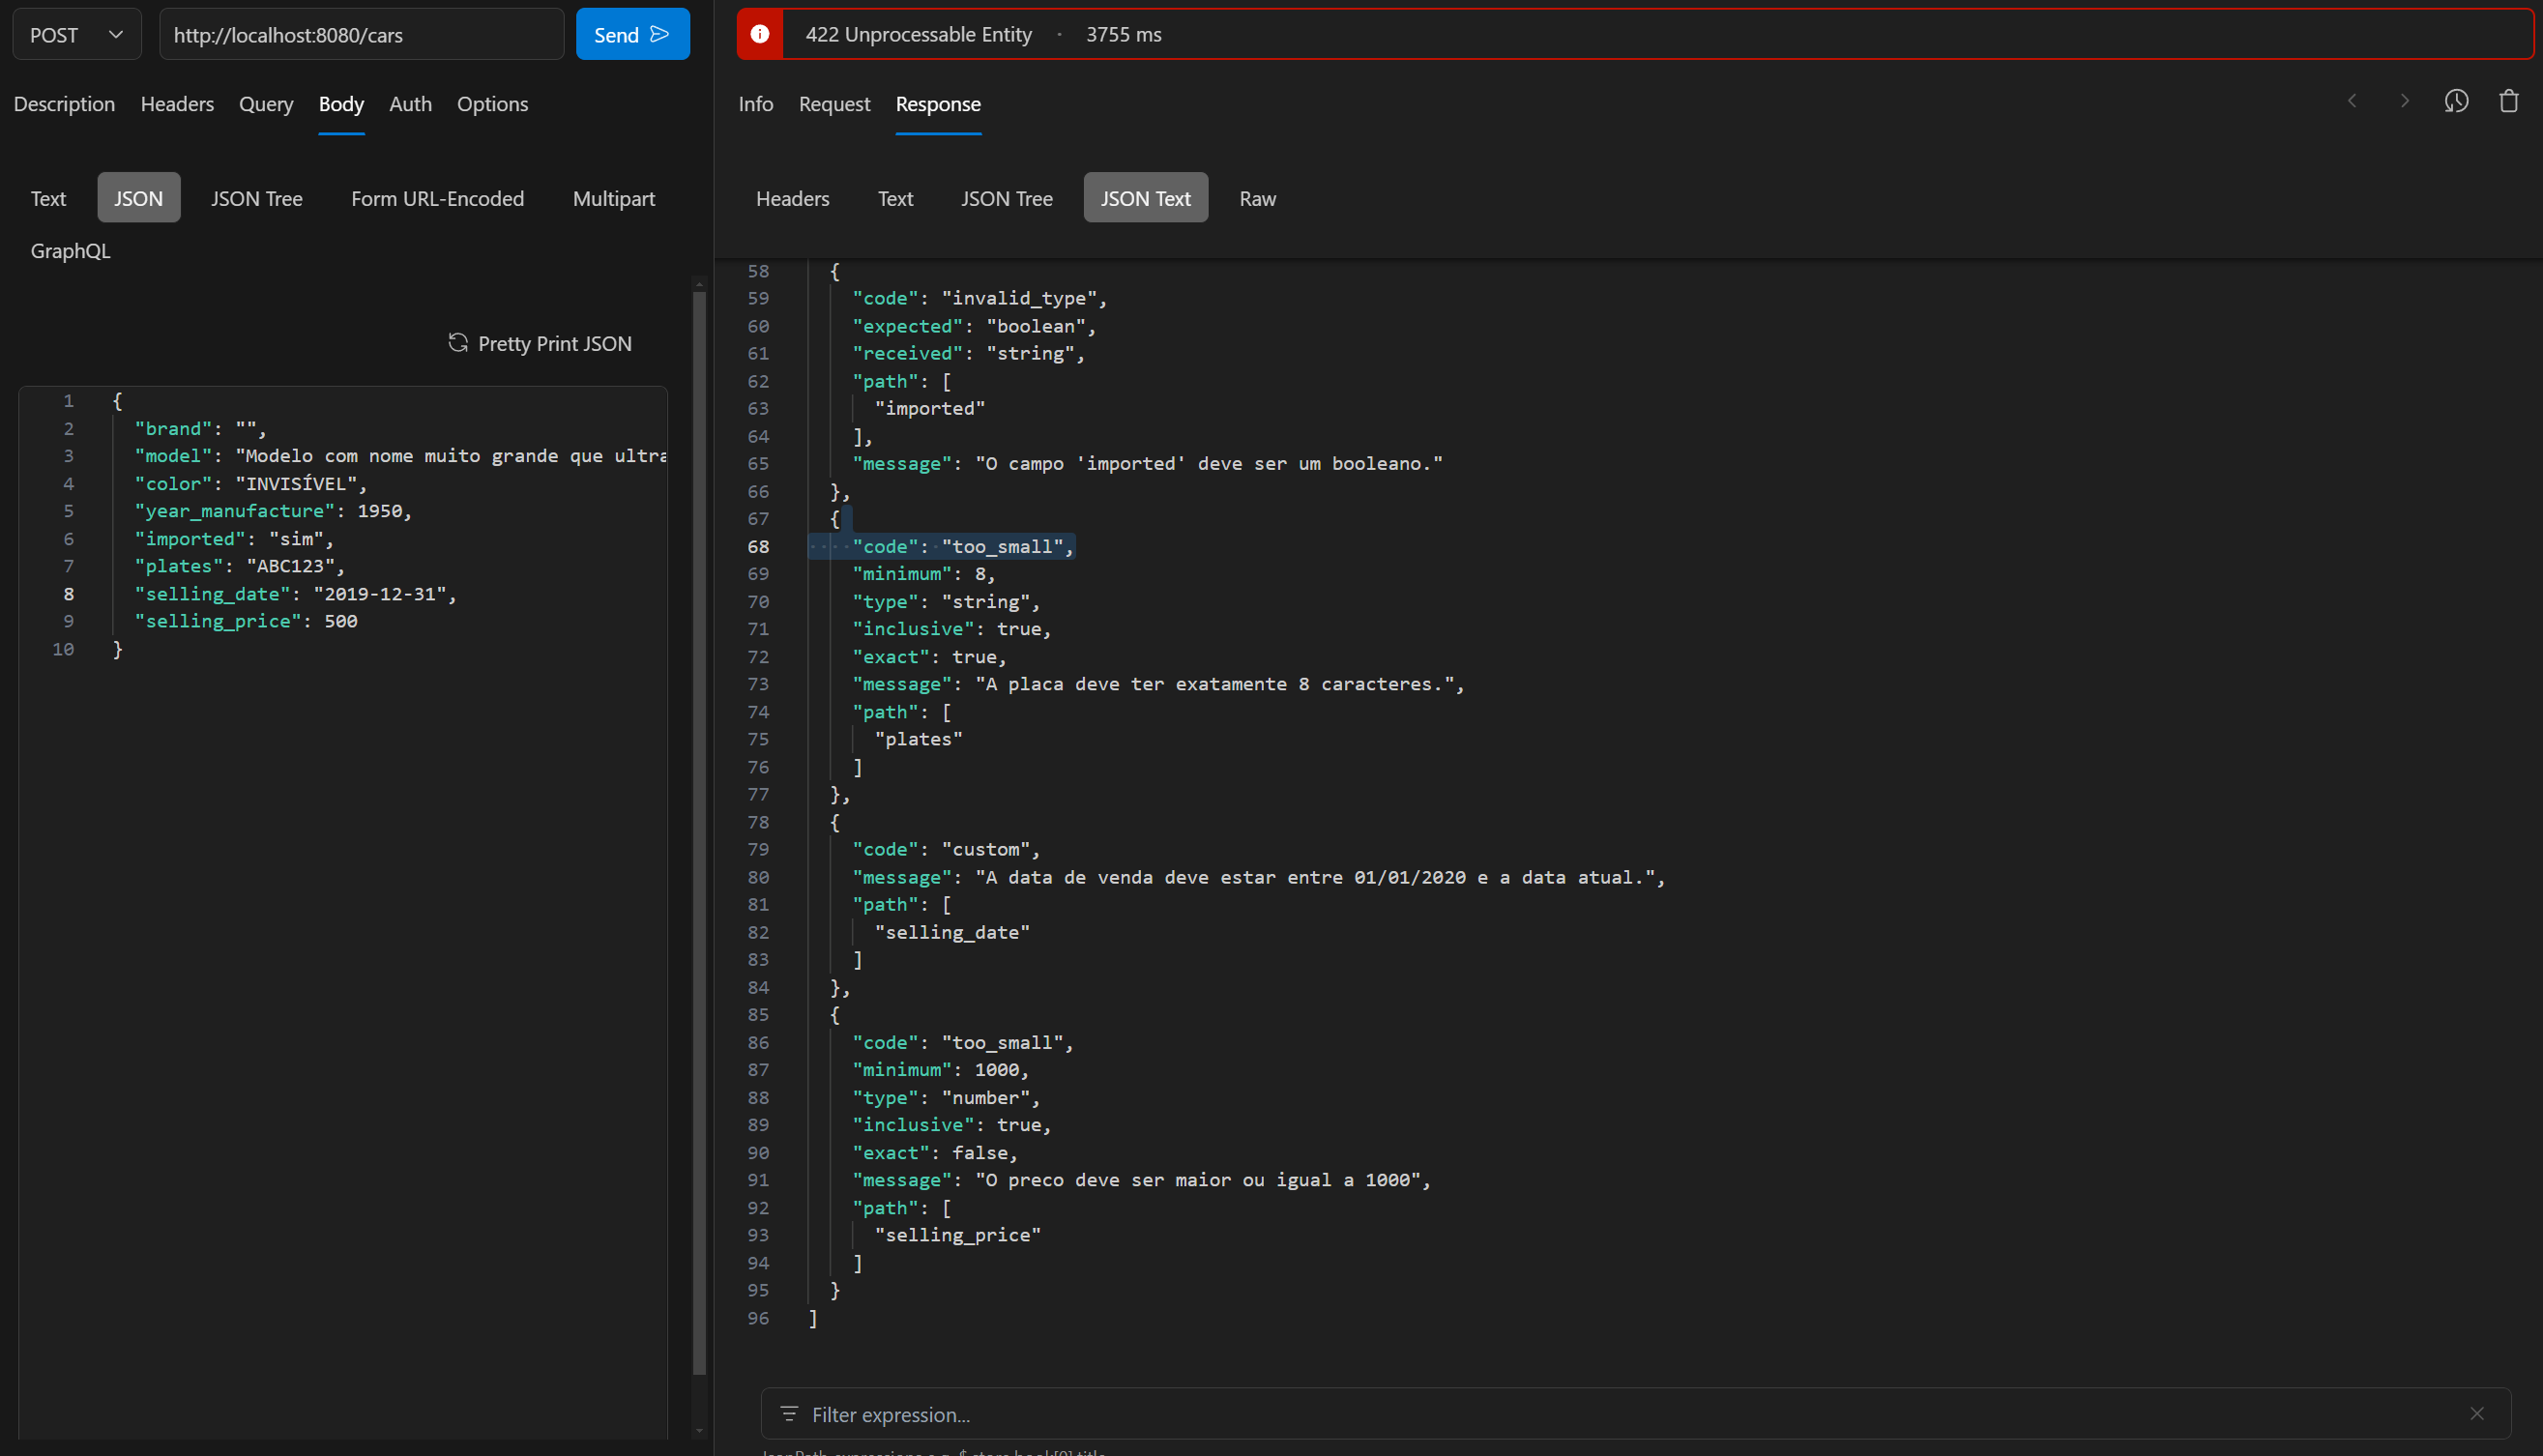 POST
http://localhost:8080/cars
Send
Description Headers Query Body Auth Options
Text JSON JSON Tree Form URL-Encoded Multipart
GraphQL
Pretty Print JSON
1 {
2 "brand": "",
3 "model": "Modelo com nome muito grande que ultra
4 "color": "INVISÍVEL",
5 "year_manufacture": 1950,
6 "imported": "sim",
7 "plates": "ABC123",
8 "selling_date": "2019-12-31",
9 "selling_price": 500
10 }
422 Unprocessable Entity · 3755 ms
Info Request Response
Headers Text JSON Tree JSON Text Raw
58 {
59 "code": "invalid_type",
60 "expected": "boolean",
61 "received": "string",
62 "path": [
63 "imported"
64 ],
65 "message": "O campo 'imported' deve ser um booleano."
66 },
67 {
68 "code": "too_small",
69 "minimum": 8,
70 "type": "string",
71 "inclusive": true,
72 "exact": true,
73 "message": "A placa deve ter exatamente 8 caracteres.",
74 "path": [
75 "plates"
76 ]
77 },
78 {
79 "code": "custom",
80 "message": "A data de venda deve estar entre 01/01/2020 e a data atual.",
81 "path": [
82 "selling_date"
83 ]
84 },
85 {
86 "code": "too_small",
87 "minimum": 1000,
88 "type": "number",
89 "inclusive": true,
90 "exact": false,
91 "message": "O preco deve ser maior ou igual a 1000",
92 "path": [
93 "selling_price"
94 ]
95 }
96 ]
Filter expression...